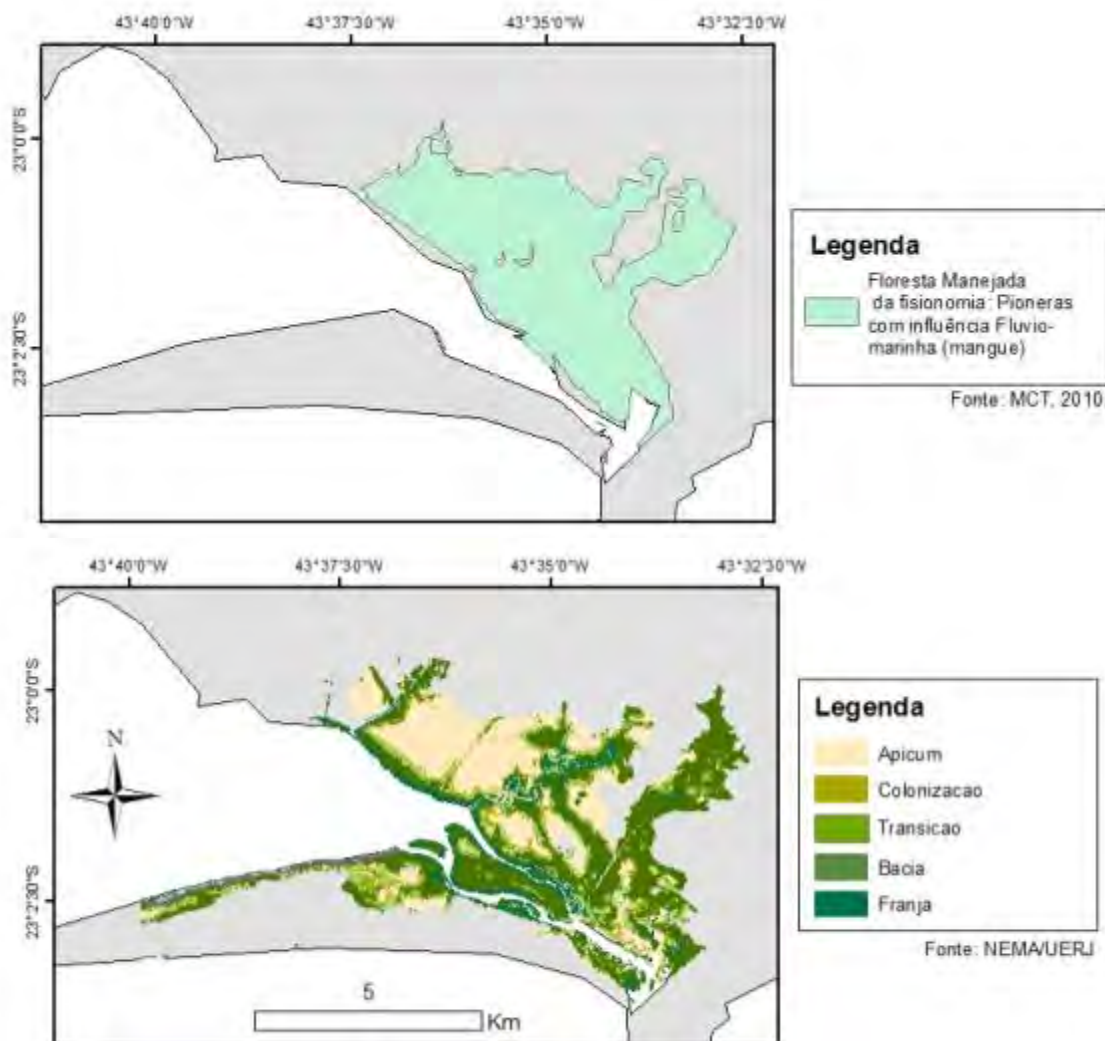 43°40'0"W 43°37'30"W 43°35'0"W 43°32'30"W
23°0'0"S
23°2'30"S
Legenda
Floresta Manejada
da fisionomia: Pioneras
com influência Fluvio-
marinha (mangue)
Fonte: MCT, 2010
43°40'0"W 43°37'30"W 43°35'0"W 43°32'30"W
23°0'0"S
23°2'30"S
N
5
Km
Legenda
Apicum
Colonizacao
Transicao
Bacia
Franja
Fonte: NEMA/UERJ